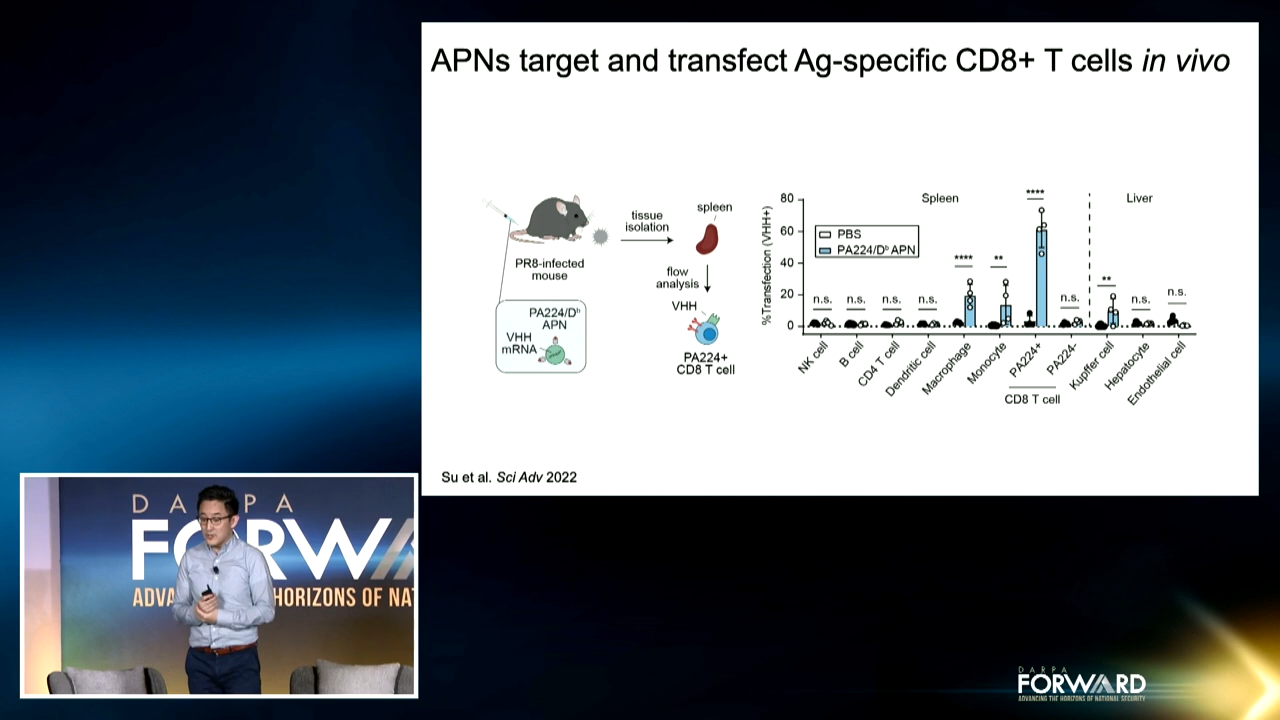 APNs target and transfect Ag-specific CD8+ T cells in vivo
PR8-infected
mouse
PA224/Dᵇ
APN
VHH
mRNA
tissue
isolation
spleen
flow
analysis
VHH
PA224+
CD8 T cell
%Transfection (VHH+)
80
60
40
20
0
Spleen
Liver
PBS
PA224/Dᵇ APN
n.s.
n.s.
n.s.
n.s.
****
**
****
n.s.
**
n.s.
n.s.
NK cell
B cell
CD4 T cell
Dendritic cell
Macrophage
Monocyte
PA224+
PA224-
Kupffer cell
Hepatocyte
Endothelial cell
CD8 T cell
Su et al. Sci Adv 2022
DARPA
FORWA
ADVA HORIZONS OF NAT
DARPA
FORWARD
ADVANCING THE HORIZONS OF NATIONAL SECURITY